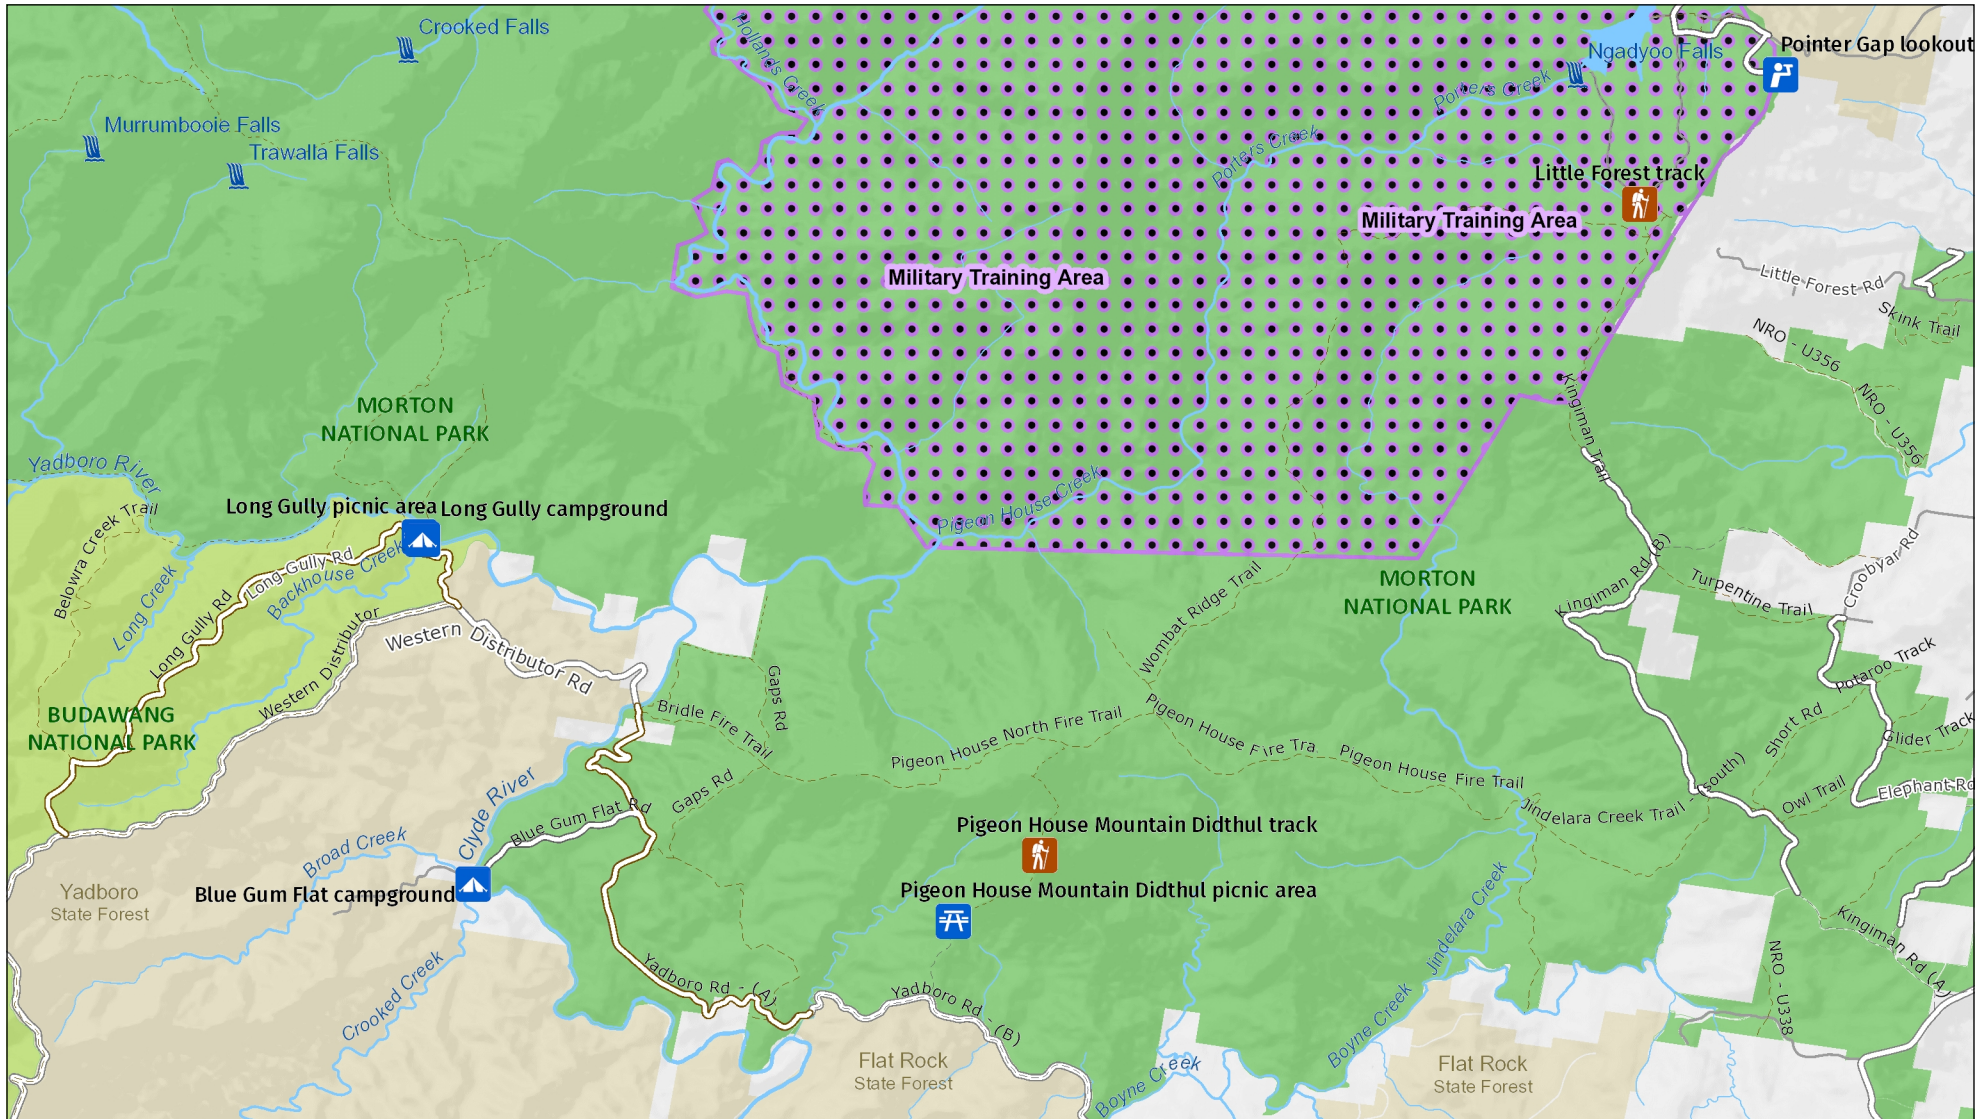 Crooked Falls
Hollands Creek
Ngadyoo Falls
Pointer Gap lookout
Porters Creek
Murrumbooie Falls
Trawalla Falls
Porters Creek
Little Forest track
Military Training Area
Military Training Area
Little Forest Rd
Skink Trail
NRO - U356
NRO - U356
Kingiman Trail
MORTON
NATIONAL PARK
Yadboro River
Long Gully picnic area
Long Gully campground
Pigeon House Creek
Belowra Creek Trail
Long Gully Rd
Backhouse Creek
Long Creek
Long Gully Rd
Western Distributor
Western Distributor Rd
Wombat Ridge Trail
MORTON
NATIONAL PARK
Kingiman Rd (B)
Turpentine Trail
Croobyar Rd
Potaroo Track
Short Rd
Glider Track
Elephant Rd
Owl Trail
BUDAWANG
NATIONAL PARK
Gaps Rd
Bridle Fire Trail
Pigeon House North Fire Trail
Pigeon House Fire Tra
Pigeon House Fire Trail
Jindelara Creek Trail - (south)
Gaps Rd
Blue Gum Flat Rd
Clyde River
Broad Creek
Pigeon House Mountain Didthul track
Pigeon House Mountain Didthul picnic area
Yadboro
State Forest
Blue Gum Flat campground
Jindelara Creek
Kingiman Rd (A)
NRO - U338
Crooked Creek
Yadboro Rd - (A)
Yadboro Rd - (B)
Boyne Creek
Boyne Creek
Flat Rock
State Forest
Flat Rock
State Forest